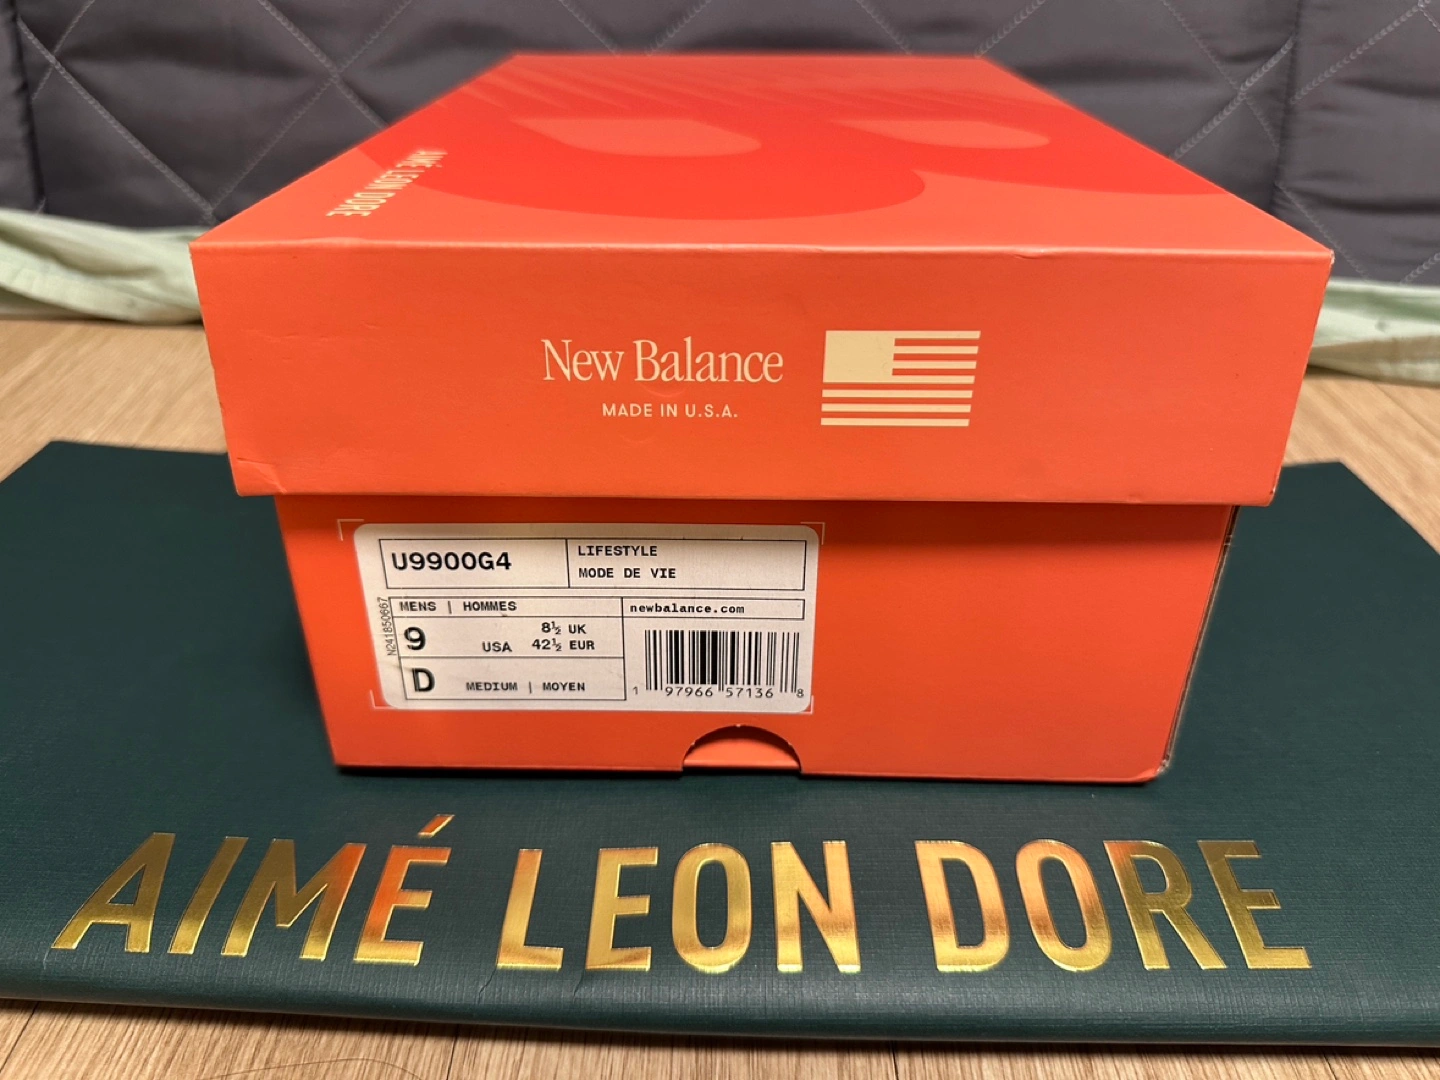 AIMÉ LEON DORE
New Balance
MADE IN U.S.A.
U9900G4
LIFESTYLE
MODE DE VIE
N241850667
MENS | HOMMES
newbalance.com
9 USA 8½ UK
42½ EUR
D MEDIUM | MOYEN
1 97966 57136 8
AIMÉ LEON DORE